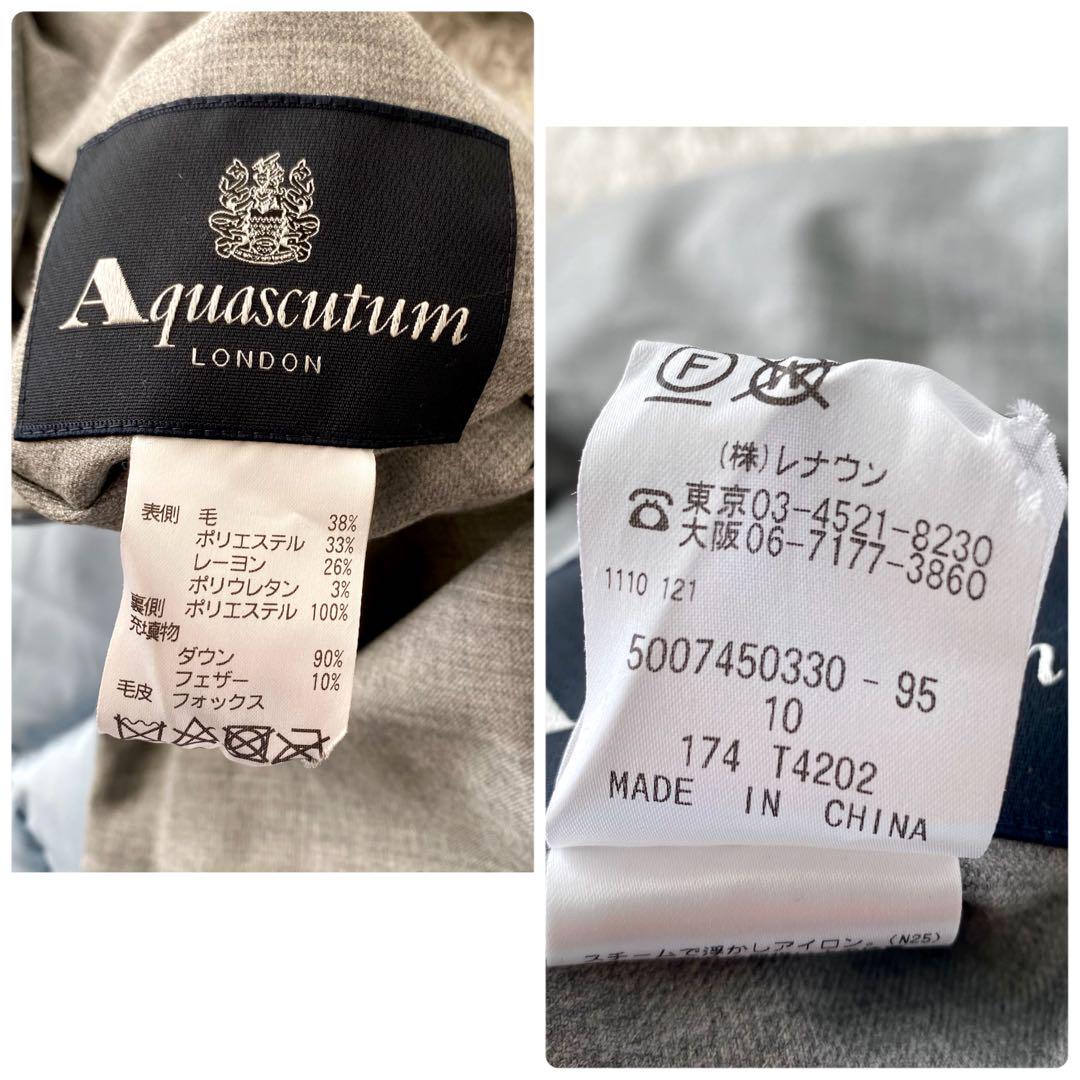 Aquascutum
LONDON
表側 毛 38%
ポリエステル 33%
レーヨン 26%
ポリウレタン 3%
裏側 ポリエステル 100%
充填物
ダウン 90%
フェザー 10%
毛皮 フォックス
F
(株)レナウン
☎ 東京03-4521-8230
大阪06-7177-3860
1110 121
5007450330 - 95
10
174 T4202
MADE IN CHINA
スチームで浮かしアイロン。(N25)